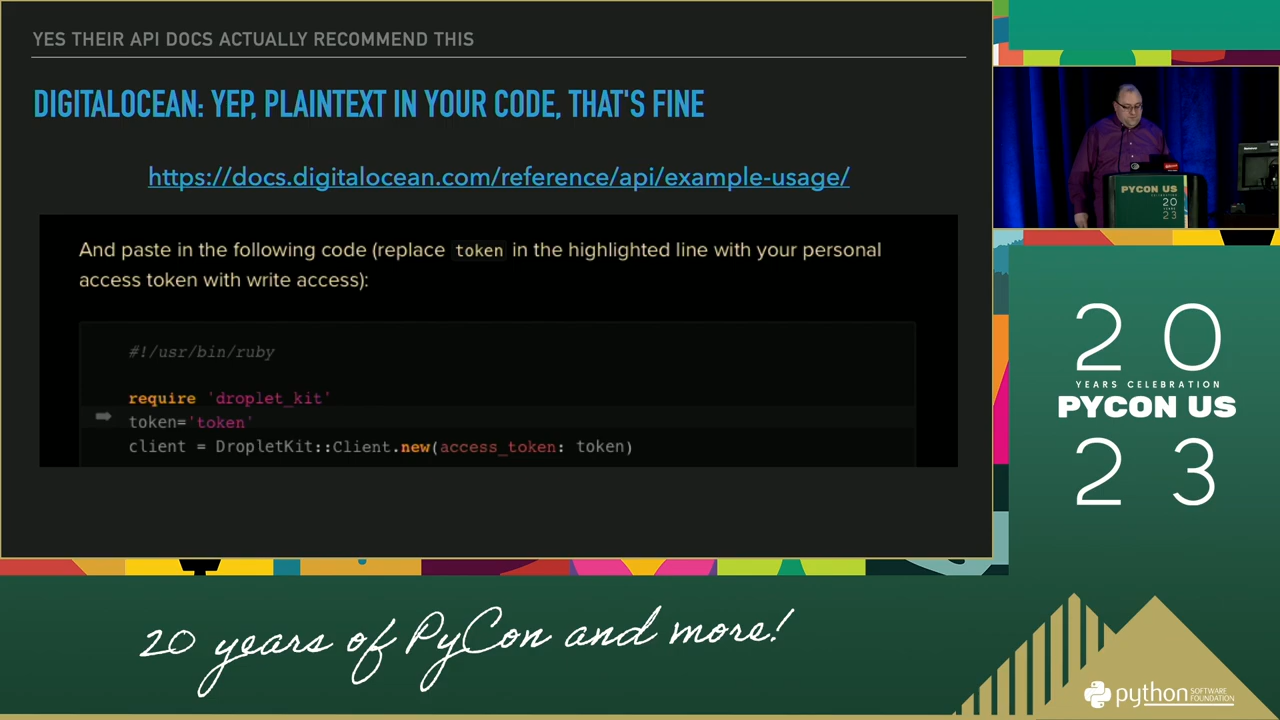 YES THEIR API DOCS ACTUALLY RECOMMEND THIS
DIGITALOCEAN: YEP, PLAINTEXT IN YOUR CODE, THAT'S FINE
https://docs.digitalocean.com/reference/api/example-usage/
And paste in the following code (replace token in the highlighted line with your personal
access token with write access):
#!/usr/bin/ruby
require 'droplet_kit'
token='token'
client = DropletKit::Client.new(access_token: token)
PYCON US
20
23
20
YEARS CELEBRATION
PYCON US
23
20 years of PyCon and more!
python
SOFTWARE
FOUNDATION